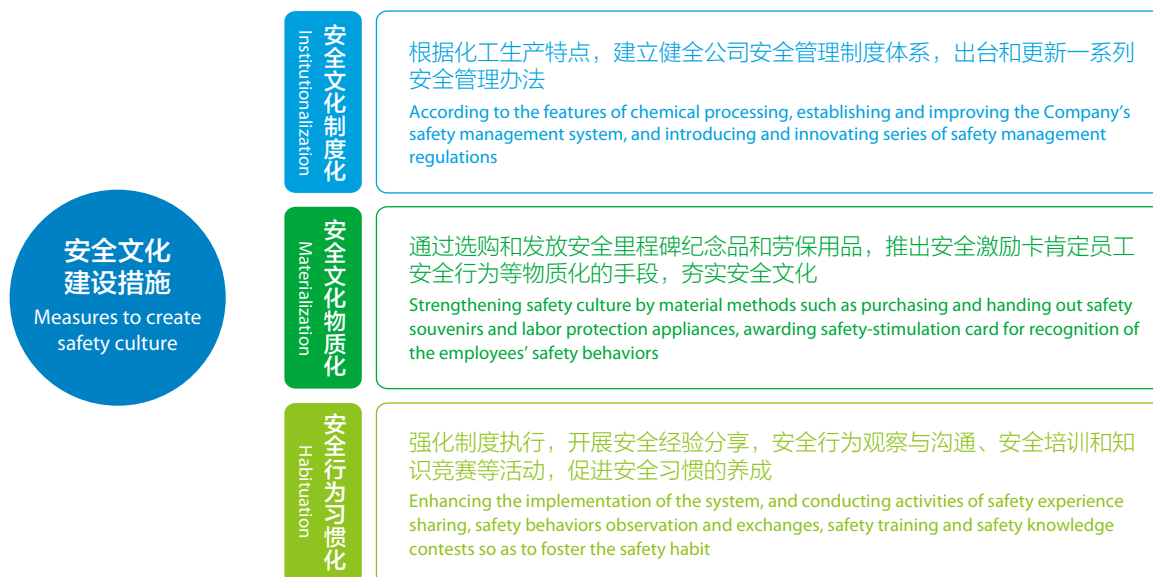 安全文化
建设措施
Measures to create
safety culture
安全文化制度化
Institutionalization
根据化工生产特点，建立健全公司安全管理制度体系，出台和更新一系列
安全管理办法
According to the features of chemical processing, establishing and improving the Company’s
safety management system, and introducing and innovating series of safety management
regulations
安全文化物质化
Materialization
通过选购和发放安全里程碑纪念品和劳保用品，推出安全激励卡肯定员工
安全行为等物质化的手段，夯实安全文化
Strengthening safety culture by material methods such as purchasing and handing out safety
souvenirs and labor protection appliances, awarding safety-stimulation card for recognition of
the employees’ safety behaviors
安全行为习惯化
Habituation
强化制度执行，开展安全经验分享，安全行为观察与沟通、安全培训和知
识竞赛等活动，促进安全习惯的养成
Enhancing the implementation of the system, and conducting activities of safety experience
sharing, safety behaviors observation and exchanges, safety training and safety knowledge
contests so as to foster the safety habit